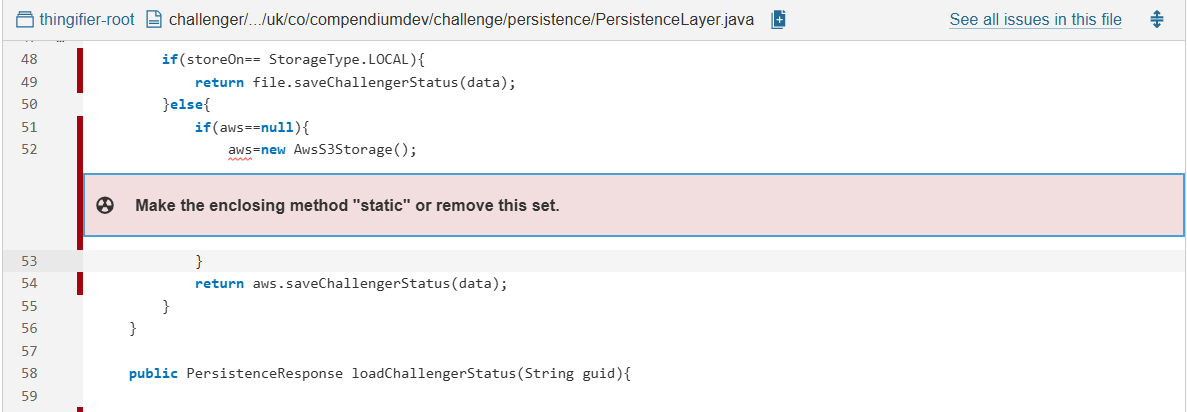 thingifier-root challenger/.../uk/co/compendiumdev/challenge/persistence/PersistenceLayer.java See all issues in this file
48 if(storeOn== StorageType.LOCAL){
49 return file.saveChallengerStatus(data);
50 }else{
51 if(aws==null){
52 aws=new AwsS3Storage();
Make the enclosing method "static" or remove this set.
53 }
54 return aws.saveChallengerStatus(data);
55 }
56 }
57
58 public PersistenceResponse loadChallengerStatus(String guid){
59